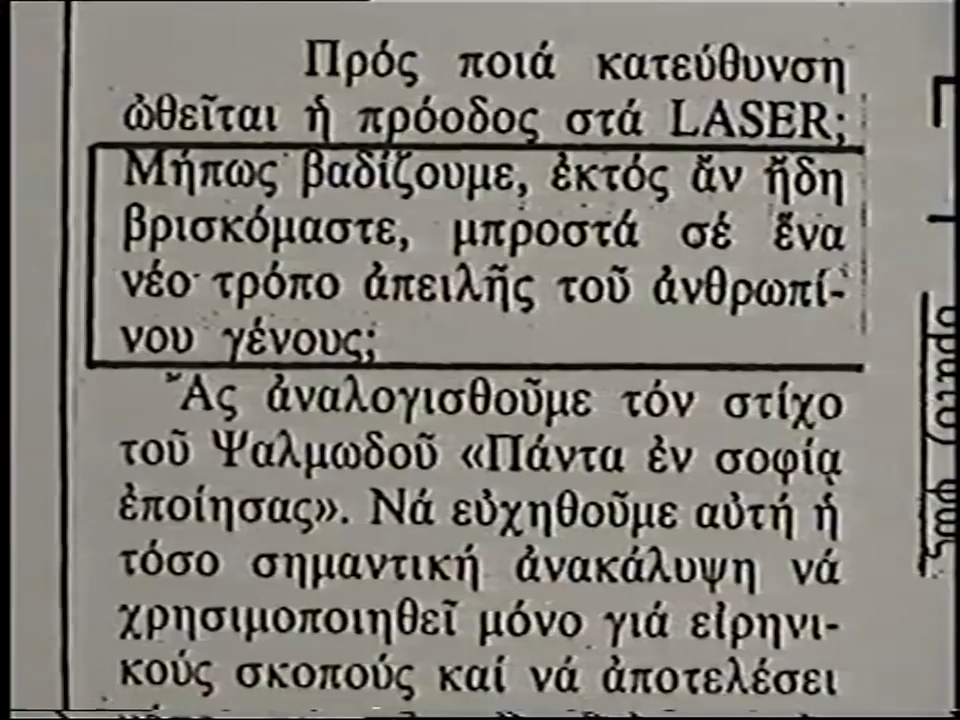 Πρός ποιά κατεύθυνση
ὠθεῖται ἡ πρόοδος στά LASER;
Μήπως βαδίζουμε, ἐκτός ἄν ἤδη
βρισκόμαστε, μπροστά σέ ἕνα
νέο τρόπο ἀπειλῆς τοῦ ἀνθρωπί-
νου γένους;
Ἄς ἀναλογισθοῦμε τόν στίχο
τοῦ Ψαλμωδοῦ «Πάντα ἐν σοφίᾳ
ἐποίησας». Νά εὐχηθοῦμε αὐτή ἡ
τόσο σημαντική ἀνακάλυψη νά
χρησιμοποιηθεῖ μόνο γιά εἰρηνι-
κούς σκοπούς καί νά ἀποτελέσει